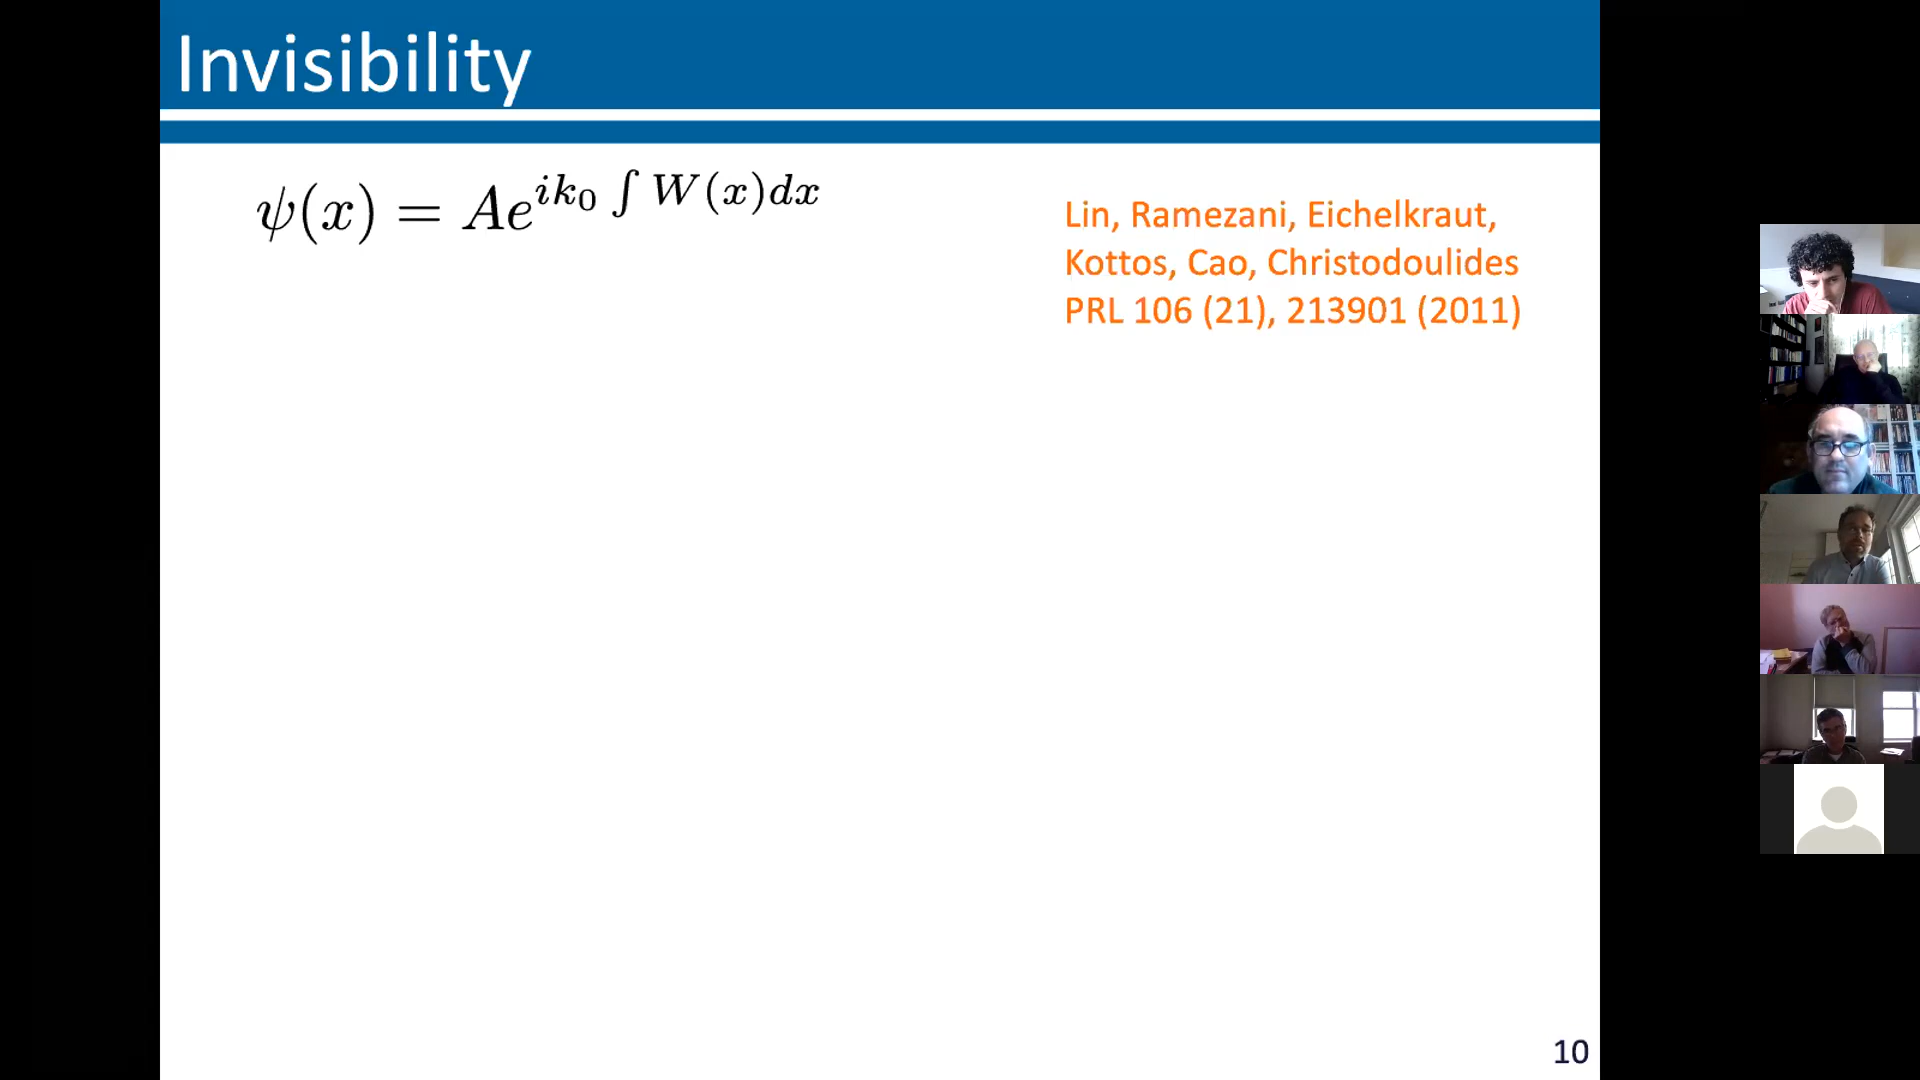 Invisibility
ψ(x) = Ae^{ik_0 ∫ W(x)dx}
Lin, Ramezani, Eichelkraut,
Kottos, Cao, Christodoulides
PRL 106 (21), 213901 (2011)
10